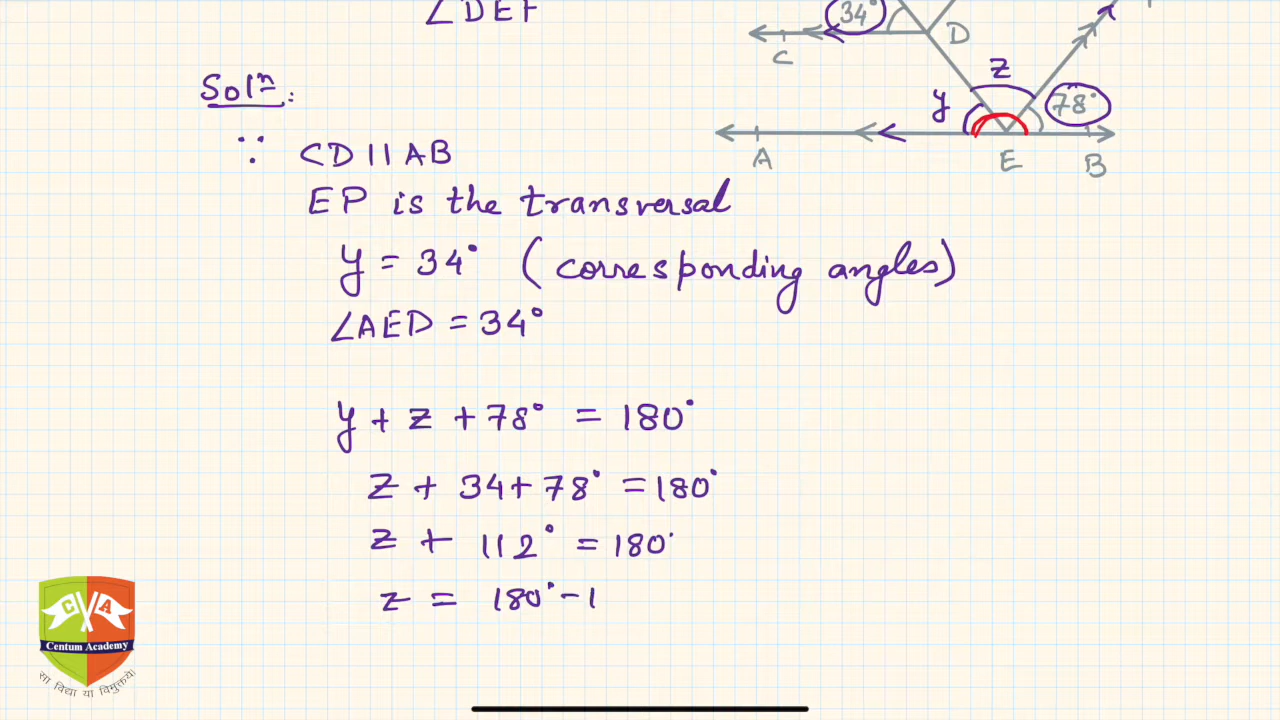 ∠DEF
34°
D
C
Z
y
78°
A
E
B
Solⁿ:
∵ CD || AB
EP is the transversal
y = 34° (corresponding angles)
∠AED = 34°
y + z + 78° = 180°
z + 34 + 78° = 180°
z + 112° = 180°
z = 180° - 1
C A
Centum Academy
सा विद्या या विमुक्तये।